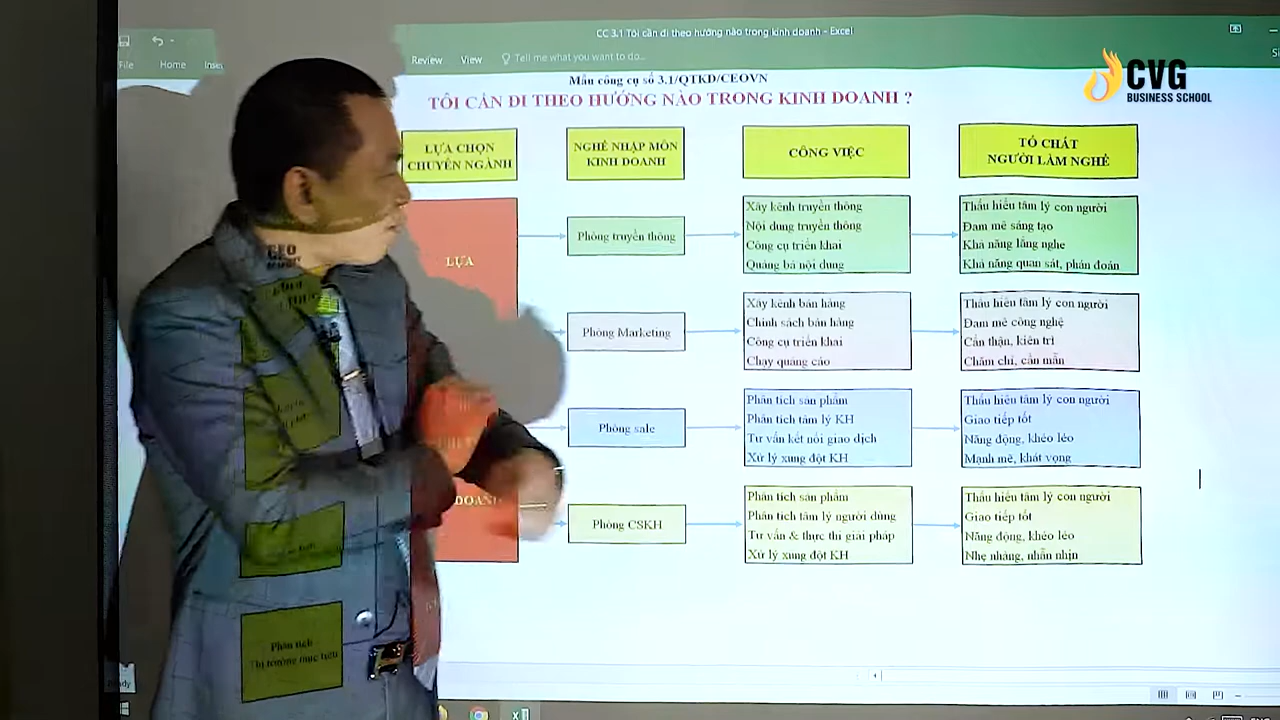 CC 3.1 Tôi cần đi theo hướng nào trong kinh doanh - Excel
File Home Inser Review View Tell me what you want to do...
CVG
BUSINESS SCHOOL
Mẫu công cụ số 3.1/QTKD/CEOVN
TÔI CẦN ĐI THEO HƯỚNG NÀO TRONG KINH DOANH ?
LỰA CHỌN
CHUYÊN NGÀNH
NGHỀ NHẬP MÔN
KINH DOANH
CÔNG VIỆC
TỐ CHẤT
NGƯỜI LÀM NGHỀ
LỰA
DOANH
Phòng truyền thông
Xây kênh truyền thông
Nội dung truyền thông
Công cụ triển khai
Quảng bá nội dung
Thấu hiểu tâm lý con người
Đam mê sáng tạo
Khả năng lắng nghe
Khả năng quan sát, phán đoán
Phòng Marketing
Xây kênh bán hàng
Chính sách bán hàng
Công cụ triển khai
Chạy quảng cáo
Thấu hiểu tâm lý con người
Đam mê công nghệ
Cẩn thận, kiên trì
Chăm chỉ, cần mẫn
Phòng sale
Phân tích sản phẩm
Phân tích tâm lý KH
Tư vấn kết nối giao dịch
Xử lý xung đột KH
Thấu hiểu tâm lý con người
Giao tiếp tốt
Năng động, khéo léo
Mạnh mẽ, khát vọng
Phòng CSKH
Phân tích sản phẩm
Phân tích tâm lý người dùng
Tư vấn & thực thi giải pháp
Xử lý xung đột KH
Thấu hiểu tâm lý con người
Giao tiếp tốt
Năng động, khéo léo
Nhẹ nhàng, nhẫn nhịn
CEO
Phân tích
Thị trường mục tiêu